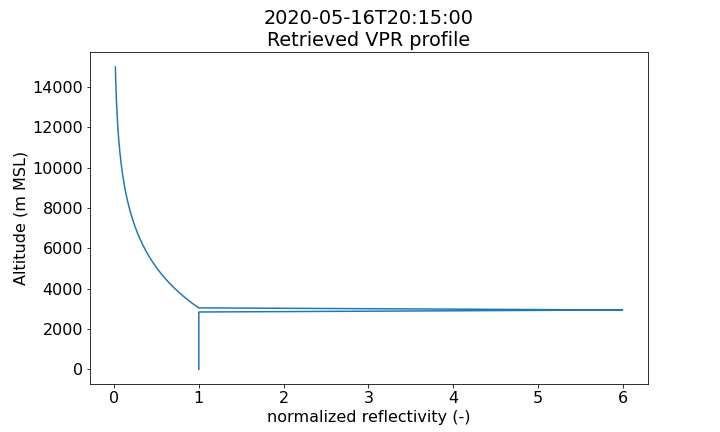 2020-05-16T20:15:00
Retrieved VPR profile
Altitude (m MSL)
14000
12000
10000
8000
6000
4000
2000
0
0 1 2 3 4 5 6
normalized reflectivity (-)